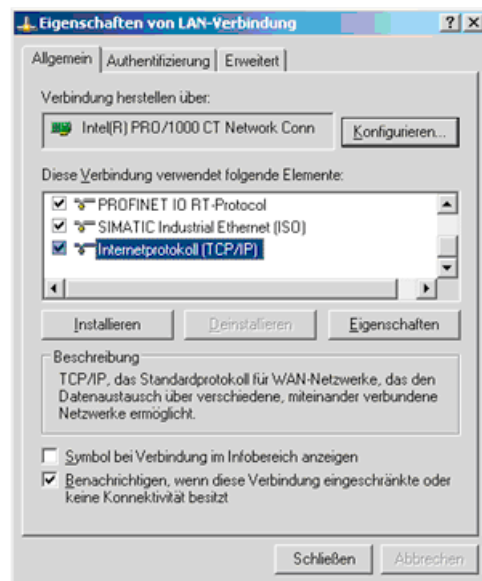 Eigenschaften von LAN-Verbindung
Allgemein Authentifizierung Erweitert
Verbindung herstellen über:
Intel(R) PRO/1000 CT Network Conn Konfigurieren...
Diese Verbindung verwendet folgende Elemente:
PROFINET IO RT-Protocol
SIMATIC Industrial Ethernet (ISO)
Internetprotokoll (TCP/IP)
Installieren Deinstallieren Eigenschaften
Beschreibung
TCP/IP, das Standardprotokoll für WAN-Netzwerke, das den
Datenaustausch über verschiedene, miteinander verbundene
Netzwerke ermöglicht.
Symbol bei Verbindung im Infobereich anzeigen
Benachrichtigen, wenn diese Verbindung eingeschränkte oder
keine Konnektivität besitzt
Schließen Abbrechen